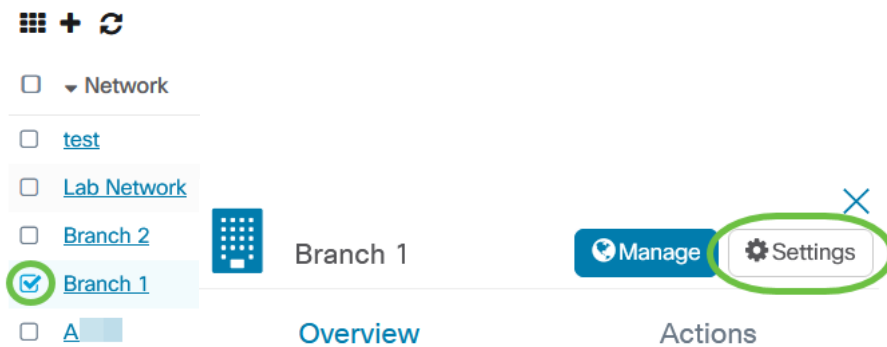 Network
test
Lab Network
Branch 2
Branch 1
A
Branch 1
Manage
Settings
Overview
Actions